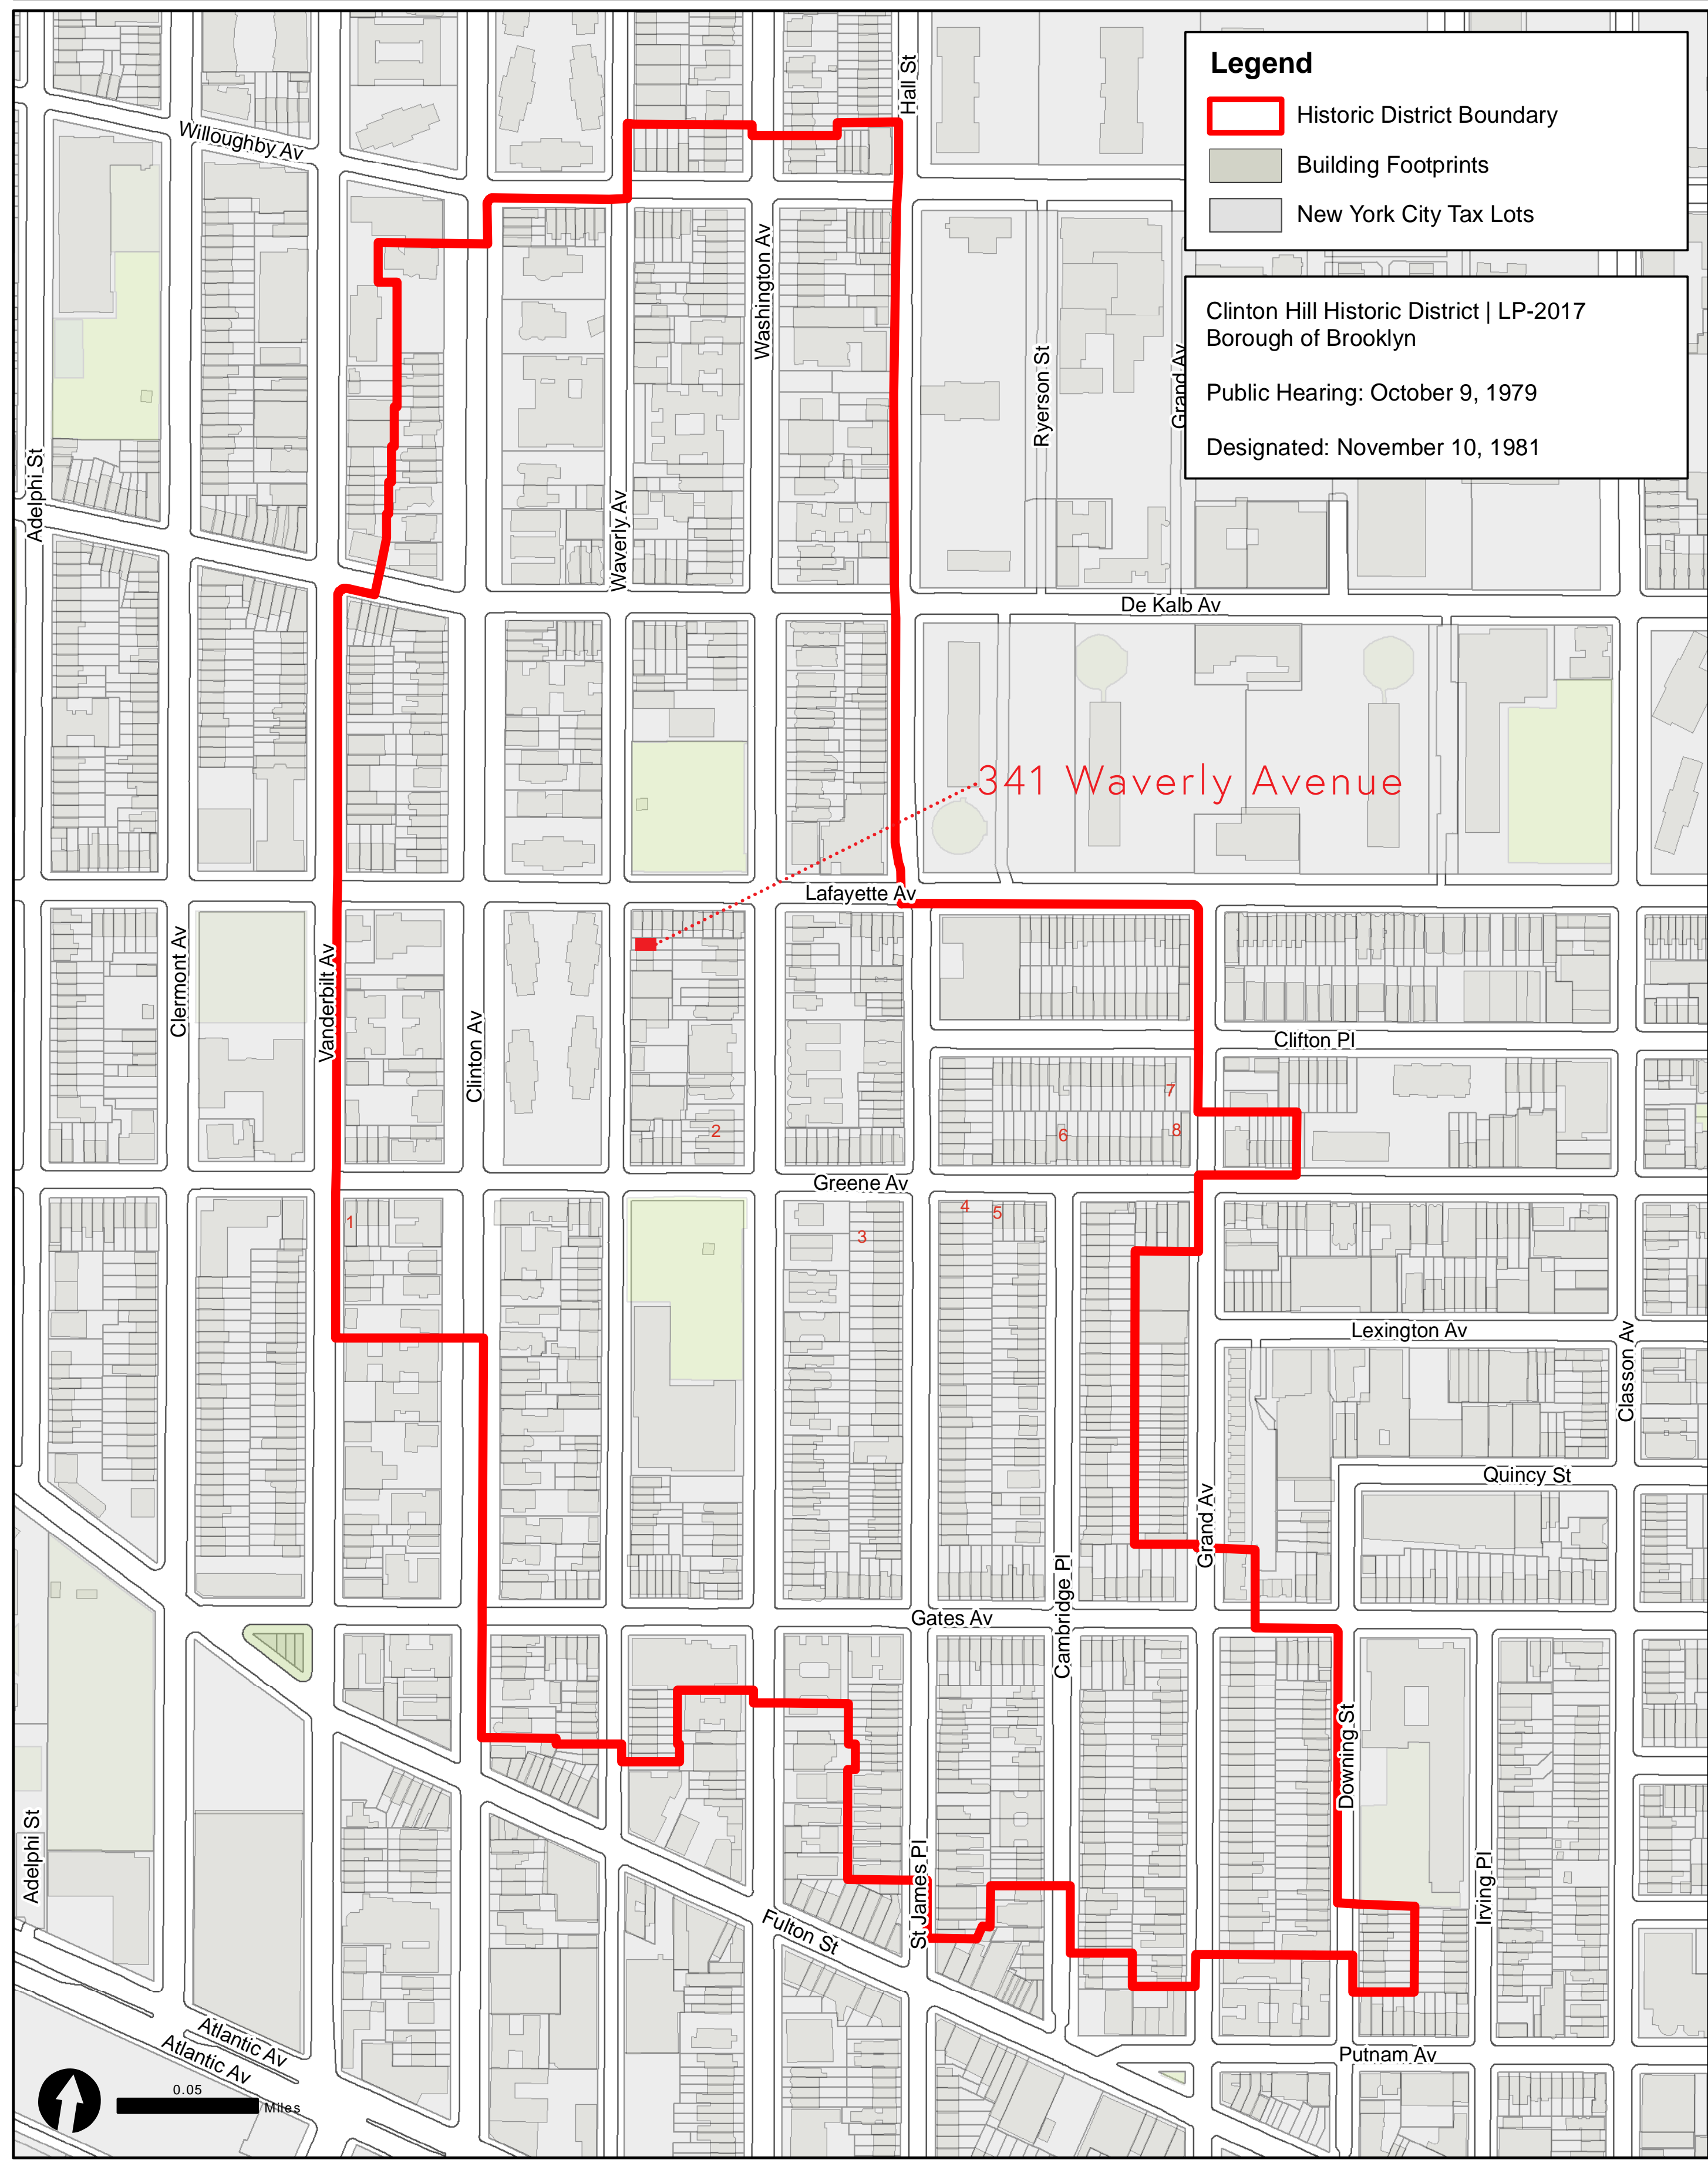 Legend
Historic District Boundary
Building Footprints
New York City Tax Lots
Clinton Hill Historic District | LP-2017
Borough of Brooklyn
Public Hearing: October 9, 1979
Designated: November 10, 1981
Hall St
Willoughby Av
Washington Av
Ryerson St
Grand Av
Adelphi St
Waverly Av
De Kalb Av
341 Waverly Avenue
Lafayette Av
Clermont Av
Vanderbilt Av
Clinton Av
Clifton Pl
7
2
6
8
Greene Av
1
4
5
3
Lexington Av
Classon Av
Quincy St
Grand Av
Cambridge Pl
Gates Av
Downing St
Adelphi St
St James Pl
Irving Pl
Fulton St
Atlantic Av
Atlantic Av
Putnam Av
0.05
Miles